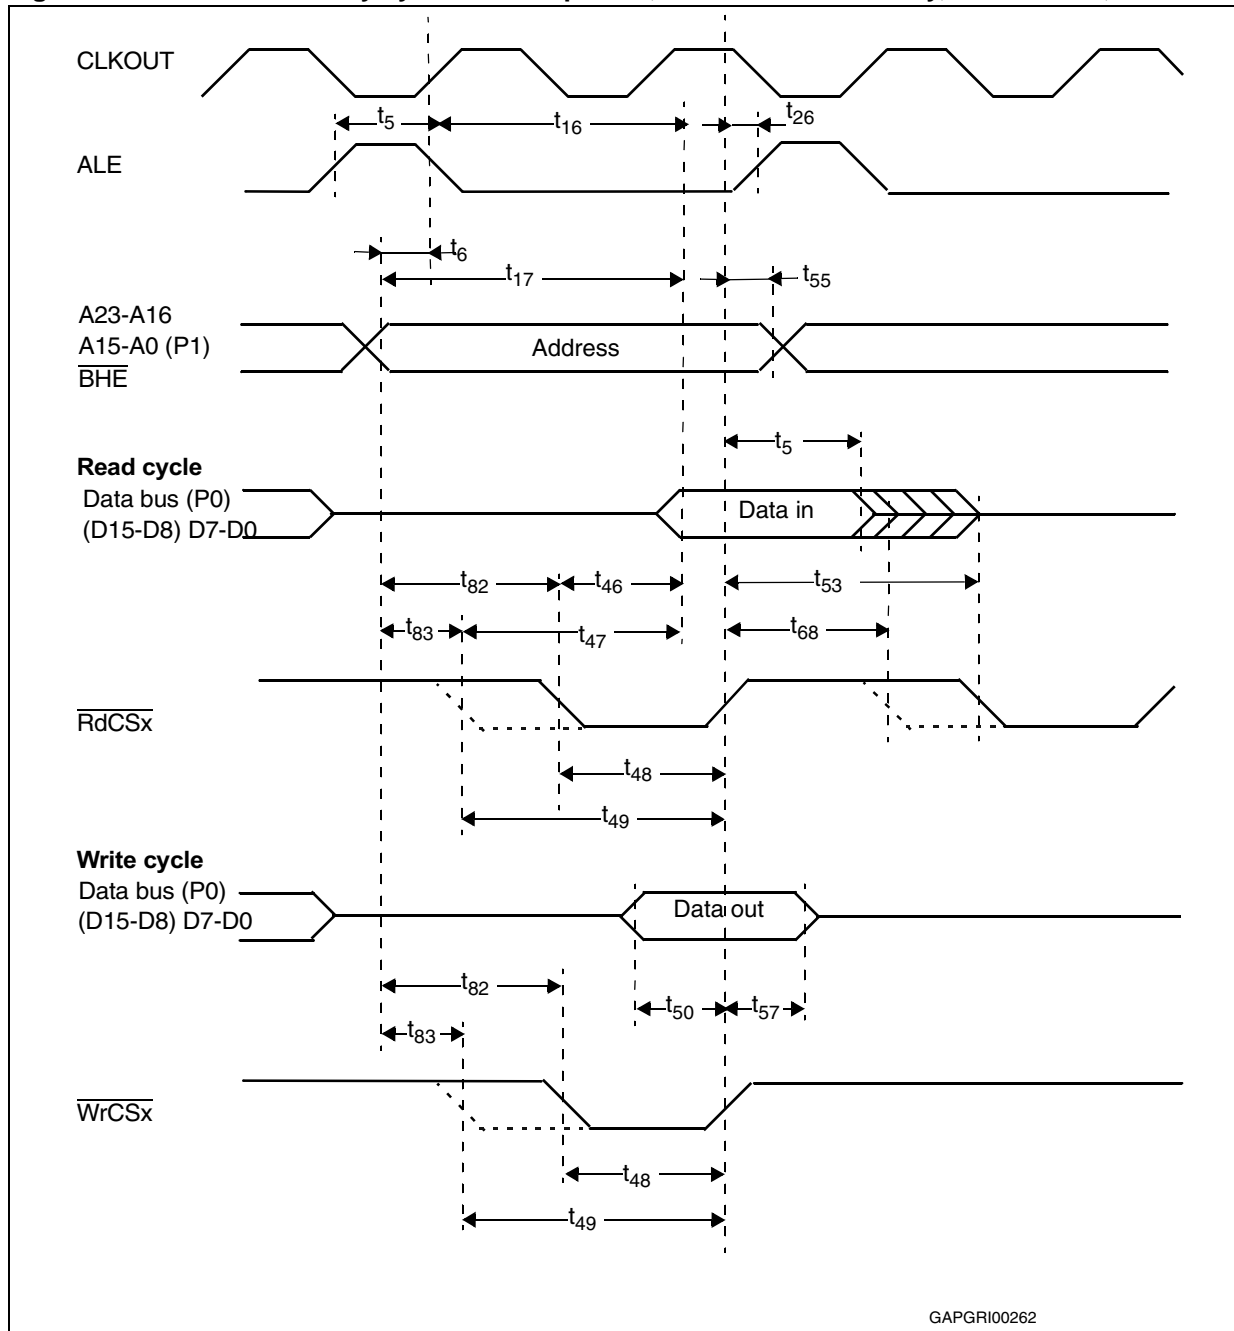 CLKOUT
t5
t16
t26
ALE
t6
t17
t55
A23-A16
A15-A0 (P1)
BHE
Address
t5
Read cycle
Data bus (P0)
(D15-D8) D7-D0
Data in
t82
t46
t53
t83
t47
t68
RdCSx
t48
t49
Write cycle
Data bus (P0)
(D15-D8) D7-D0
Data out
t82
t50
t57
t83
WrCSx
t48
t49
GAPGRI00262